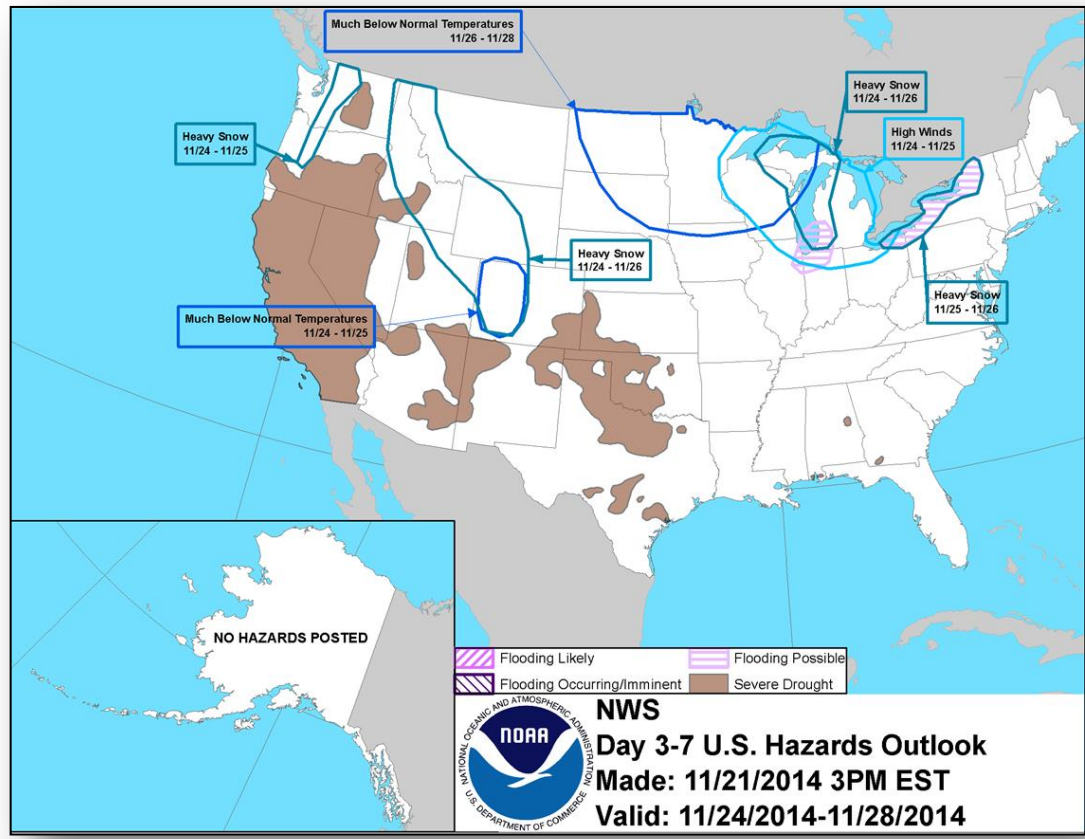 Much Below Normal Temperatures
11/26 - 11/28
Heavy Snow
11/24 - 11/26
Heavy Snow
11/24 - 11/25
High Winds
11/24 - 11/25
Heavy Snow
11/24 - 11/26
Heavy Snow
11/25 - 11/26
Much Below Normal Temperatures
11/24 - 11/25
NO HAZARDS POSTED
Flooding Likely
Flooding Possible
Flooding Occurring/Imminent
Severe Drought
NATIONAL OCEANIC AND ATMOSPHERIC ADMINISTRATION
NOAA
U.S. DEPARTMENT OF COMMERCE
NWS
Day 3-7 U.S. Hazards Outlook
Made: 11/21/2014 3PM EST
Valid: 11/24/2014-11/28/2014